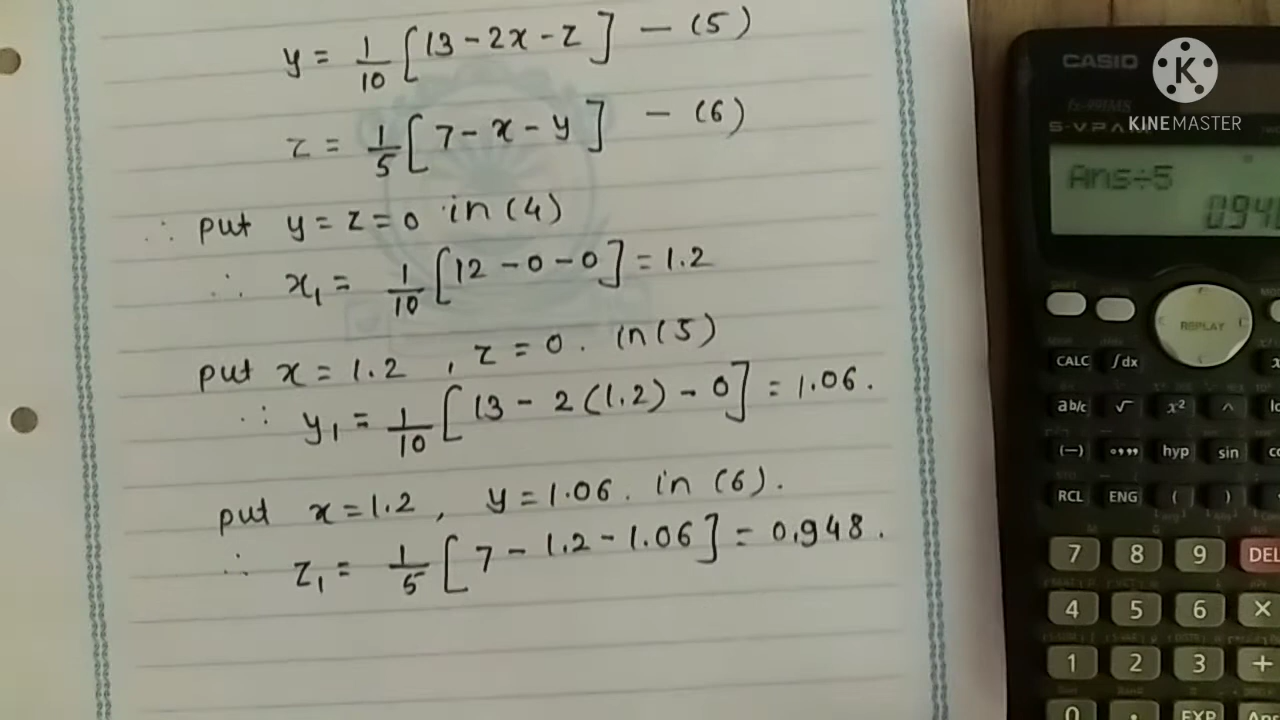 y = 1/10 [13 - 2x - z] — (5)
z = 1/5 [7 - x - y] — (6)
∴ put y = z = 0 in (4)
∴ x₁ = 1/10 [12 - 0 - 0] = 1.2
put x = 1.2 , z = 0. in (5)
∴ y₁ = 1/10 [13 - 2(1.2) - 0] = 1.06.
put x = 1.2, y = 1.06. in (6).
∴ z₁ = 1/5 [7 - 1.2 - 1.06] = 0.948.
CASIO
K
KINEMASTER
S-V.P.A.M.
Ans÷5
REPLAY
CALC ∫dx
ab/c √ x² ^
(−) °,,, hyp sin
RCL ENG ( )
7 8 9 DEL
4 5 6 ×
1 2 3 +
0 . EXP